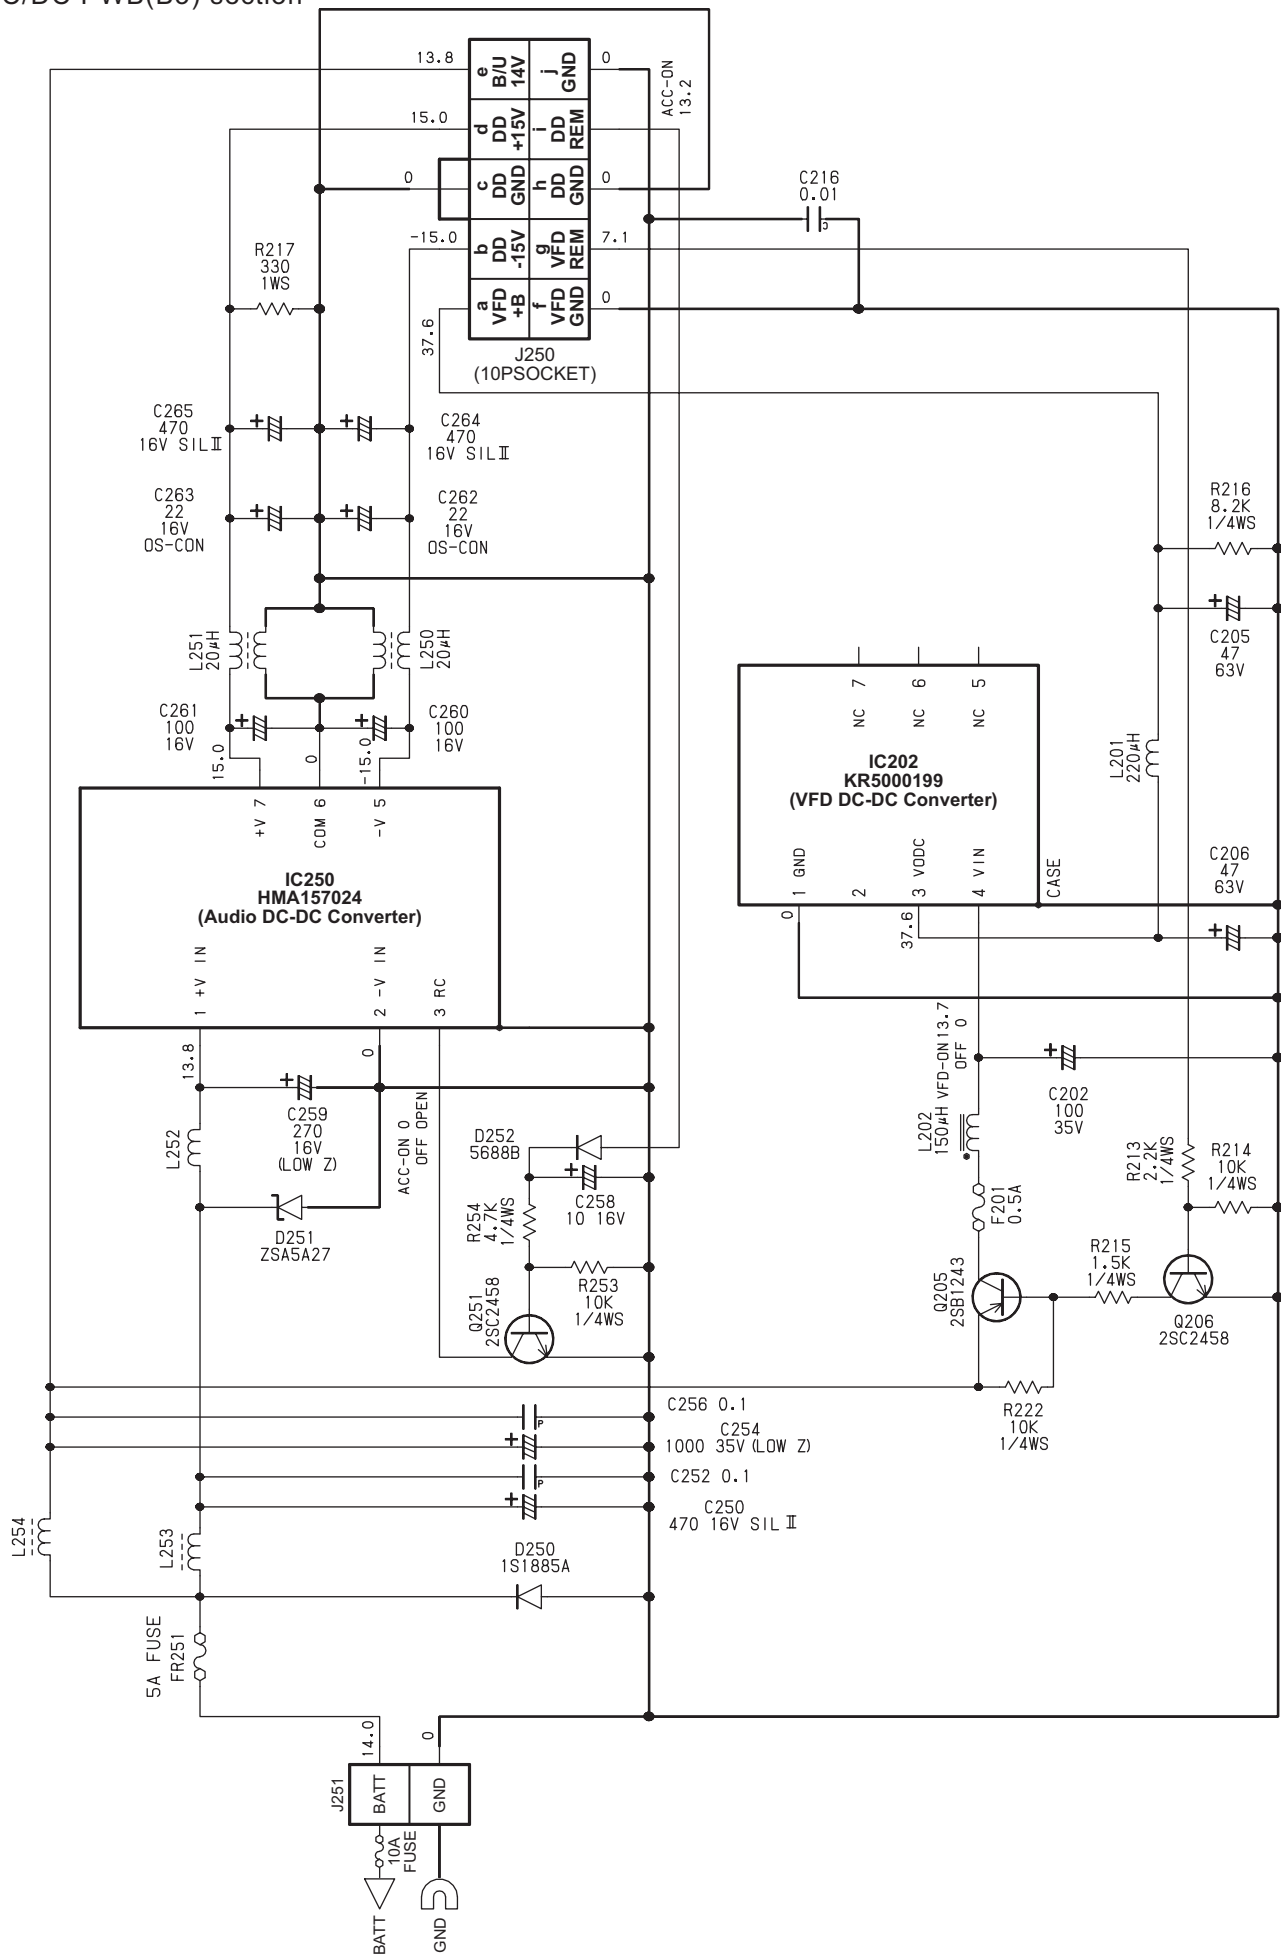 13.8
e
B/U
14V
j
GND
0
ACC-ON
13.2
15.0
d
DD
+15V
i
DD
REM
0
c
DD
GND
h
DD
GND
0
C216
0.01
-15.0
b
DD
-15V
g
VFD
REM
7.1
R217
330
1WS
37.6
a
VFD
+B
f
VFD
GND
0
J250
(10PSOCKET)
C265
470
16V SILⅡ
C264
470
16V SILⅡ
C263
22
16V
OS-CON
C262
22
16V
OS-CON
R216
8.2K
1/4WS
L251
20μH
L250
20μH
C205
47
63V
C261
100
16V
C260
100
16V
15.0
0
-15.0
NC 7
NC 6
NC 5
L201
220μH
IC202
KR5000199
(VFD DC-DC Converter)
+V 7
COM 6
-V 5
1 GND
2
3 VODC
4 VIN
CASE
C206
47
63V
IC250
HMA157024
(Audio DC-DC Converter)
0
37.6
1 +V IN
2 -V IN
3 RC
13.8
0
VFD-ON 13.7
OFF 0
C259
270
16V
(LOW Z)
ACC-ON 0
OFF OPEN
C202
100
35V
L252
D252
5688B
L202
150μH
R213
2.2K
1/4WS
R214
10K
1/4WS
C258
10 16V
F201
0.5A
D251
ZSA5A27
R254
4.7K
1/4WS
R253
10K
1/4WS
R215
1.5K
1/4WS
Q205
2SB1243
Q206
2SC2458
Q251
2SC2458
R222
10K
1/4WS
C256 0.1
C254
1000 35V (LOW Z)
C252 0.1
C250
470 16V SILⅡ
L254
L253
D250
1S1885A
5A FUSE
FR251
14.0
0
J251
BATT
GND
10A
FUSE
BATT
GND